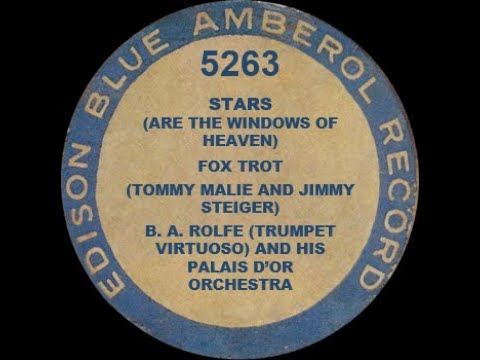 EDISON BLUE AMBEROL RECORD
5263
STARS
(ARE THE WINDOWS OF
HEAVEN)
FOX TROT
(TOMMY MALIE AND JIMMY
STEIGER)
B. A. ROLFE (TRUMPET
VIRTUOSO) AND HIS
PALAIS D'OR
ORCHESTRA